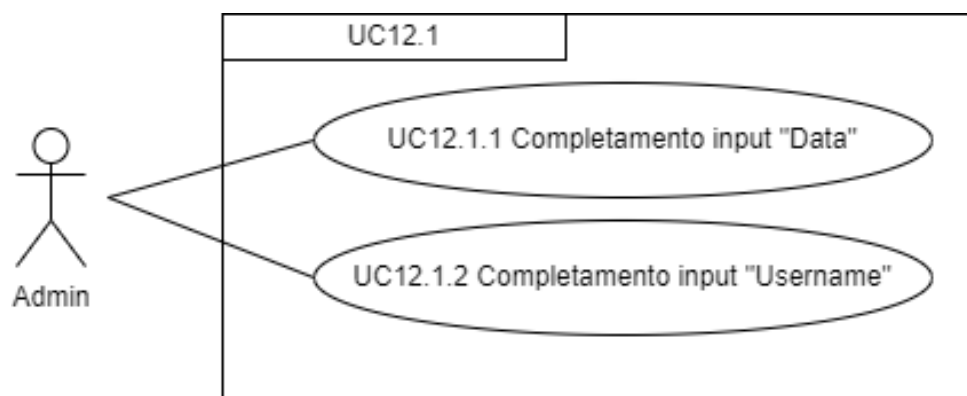 UC12.1
UC12.1.1 Completamento input "Data"
UC12.1.2 Completamento input "Username"
Admin